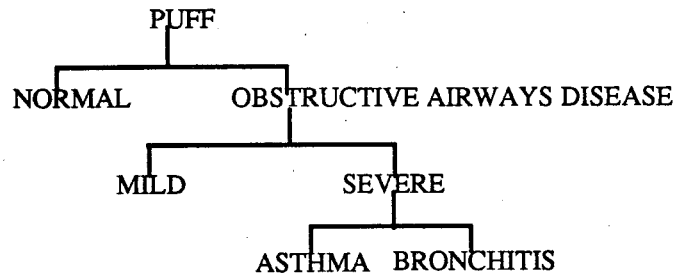 PUFF
NORMAL OBSTRUCTIVE AIRWAYS DISEASE
MILD SEVERE
ASTHMA BRONCHITIS